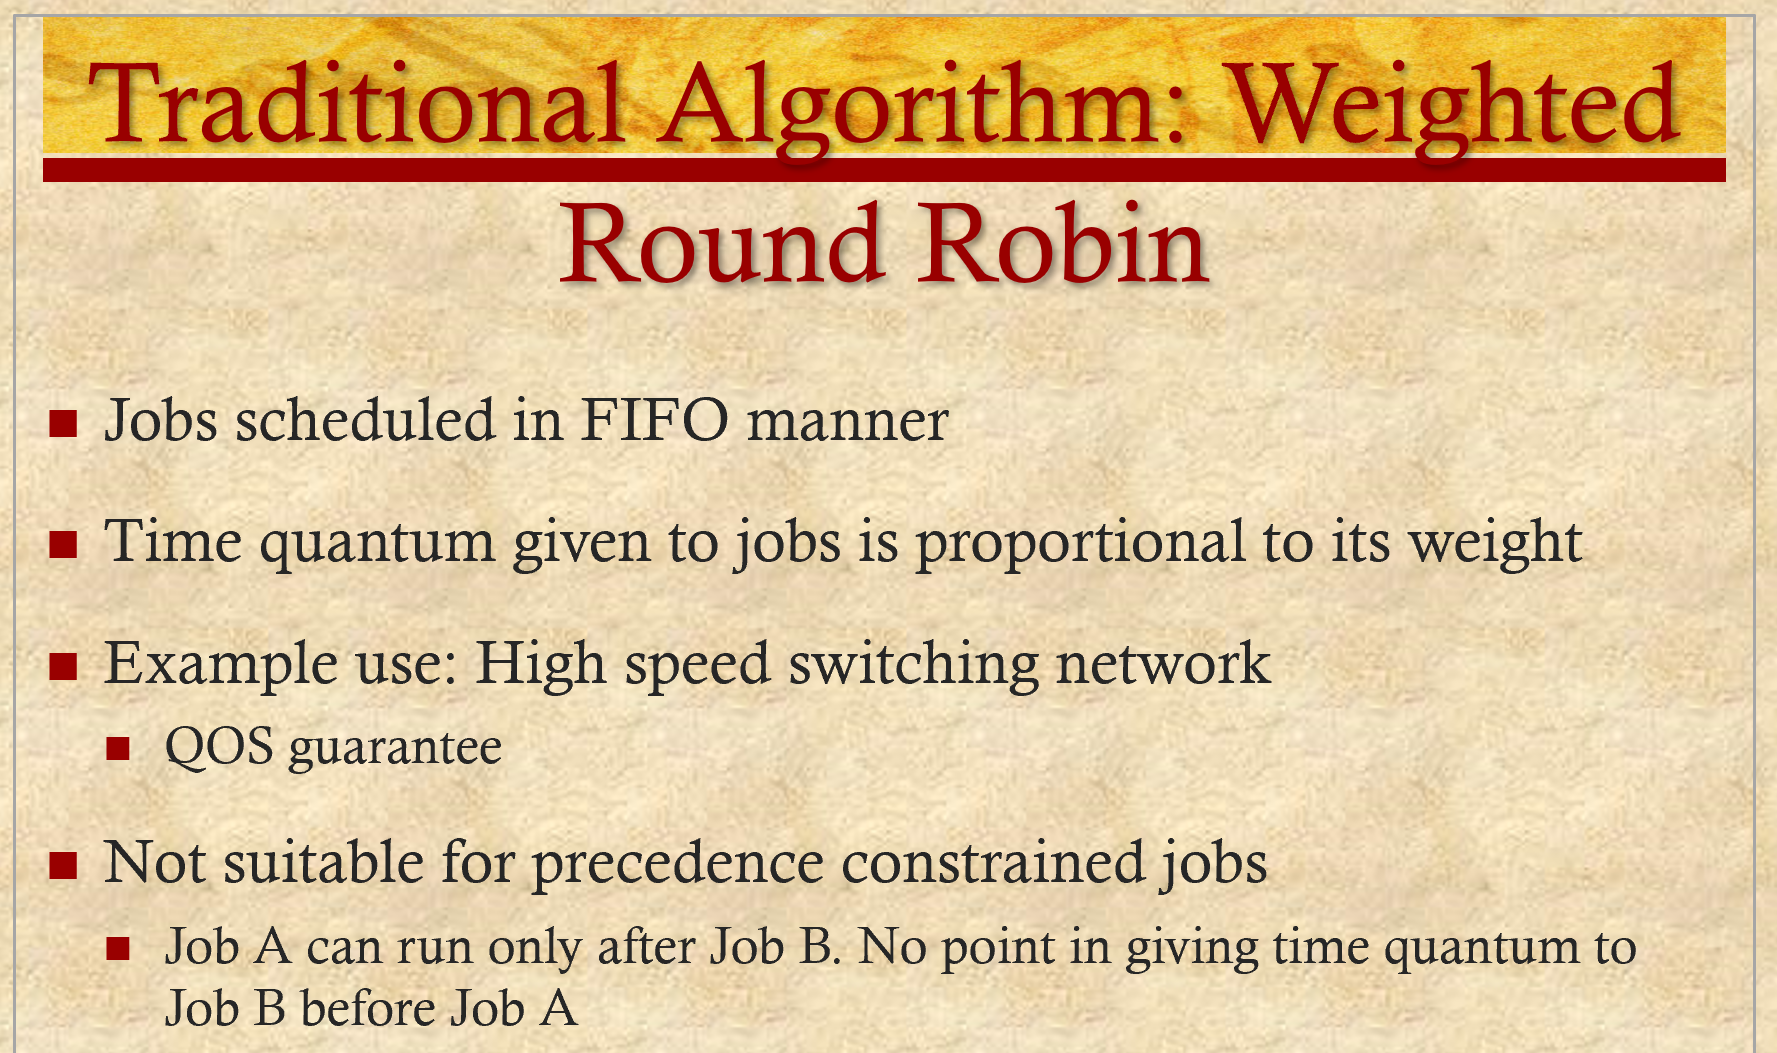 Traditional Algorithm: Weighted
Round Robin
Jobs scheduled in FIFO manner
Time quantum given to jobs is proportional to its weight
Example use: High speed switching network
QOS guarantee
Not suitable for precedence constrained jobs
Job A can run only after Job B. No point in giving time quantum to
Job B before Job A